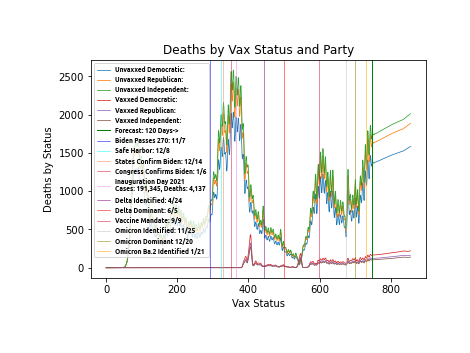 Deaths by Vax Status and Party
Deaths by Status
2500
2000
1500
1000
500
0
Unvaxxed Democratic:
Unvaxxed Republican:
Unvaxxed Independent:
Vaxxed Democratic:
Vaxxed Republican:
Vaxxed Independent:
Forecast: 120 Days->
Biden Passes 270: 11/7
Safe Harbor: 12/8
States Confirm Biden: 12/14
Congress Confirms Biden: 1/6
Inauguration Day 2021
Cases: 191,345, Deaths: 4,137
Delta Identified: 4/24
Delta Dominant: 6/5
Vaccine Mandate: 9/9
Omicron Identified: 11/25
Omicron Dominant 12/20
Omicron Ba.2 Identified 1/21
0 200 400 600 800
Vax Status